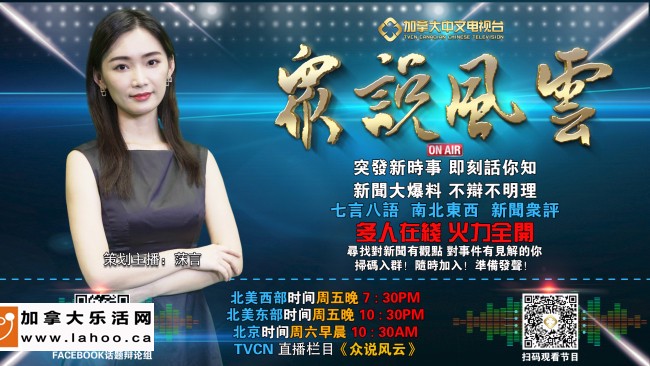 加拿大中文电视台
TVCN CANADIAN CHINESE TELEVISION
眾說風雲
ON AIR
突發新時事 即刻話你知
新聞大爆料 不辯不明理
七言八語 南北東西 新聞衆評
多人在綫 火力全開
尋找對新聞有觀點 對事件有見解的你
掃碼入群！隨時加入！準備發聲！
策划主播：蓀言
北美西部时间周五晚 7：30PM
北美东部时间周五晚 10：30PM
北京时间周六早晨 10：30AM
TVCN 直播栏目《众说风云》
加拿大乐活网
www.lahoo.ca
FACEBOOK话题辩论组
扫码观看节目